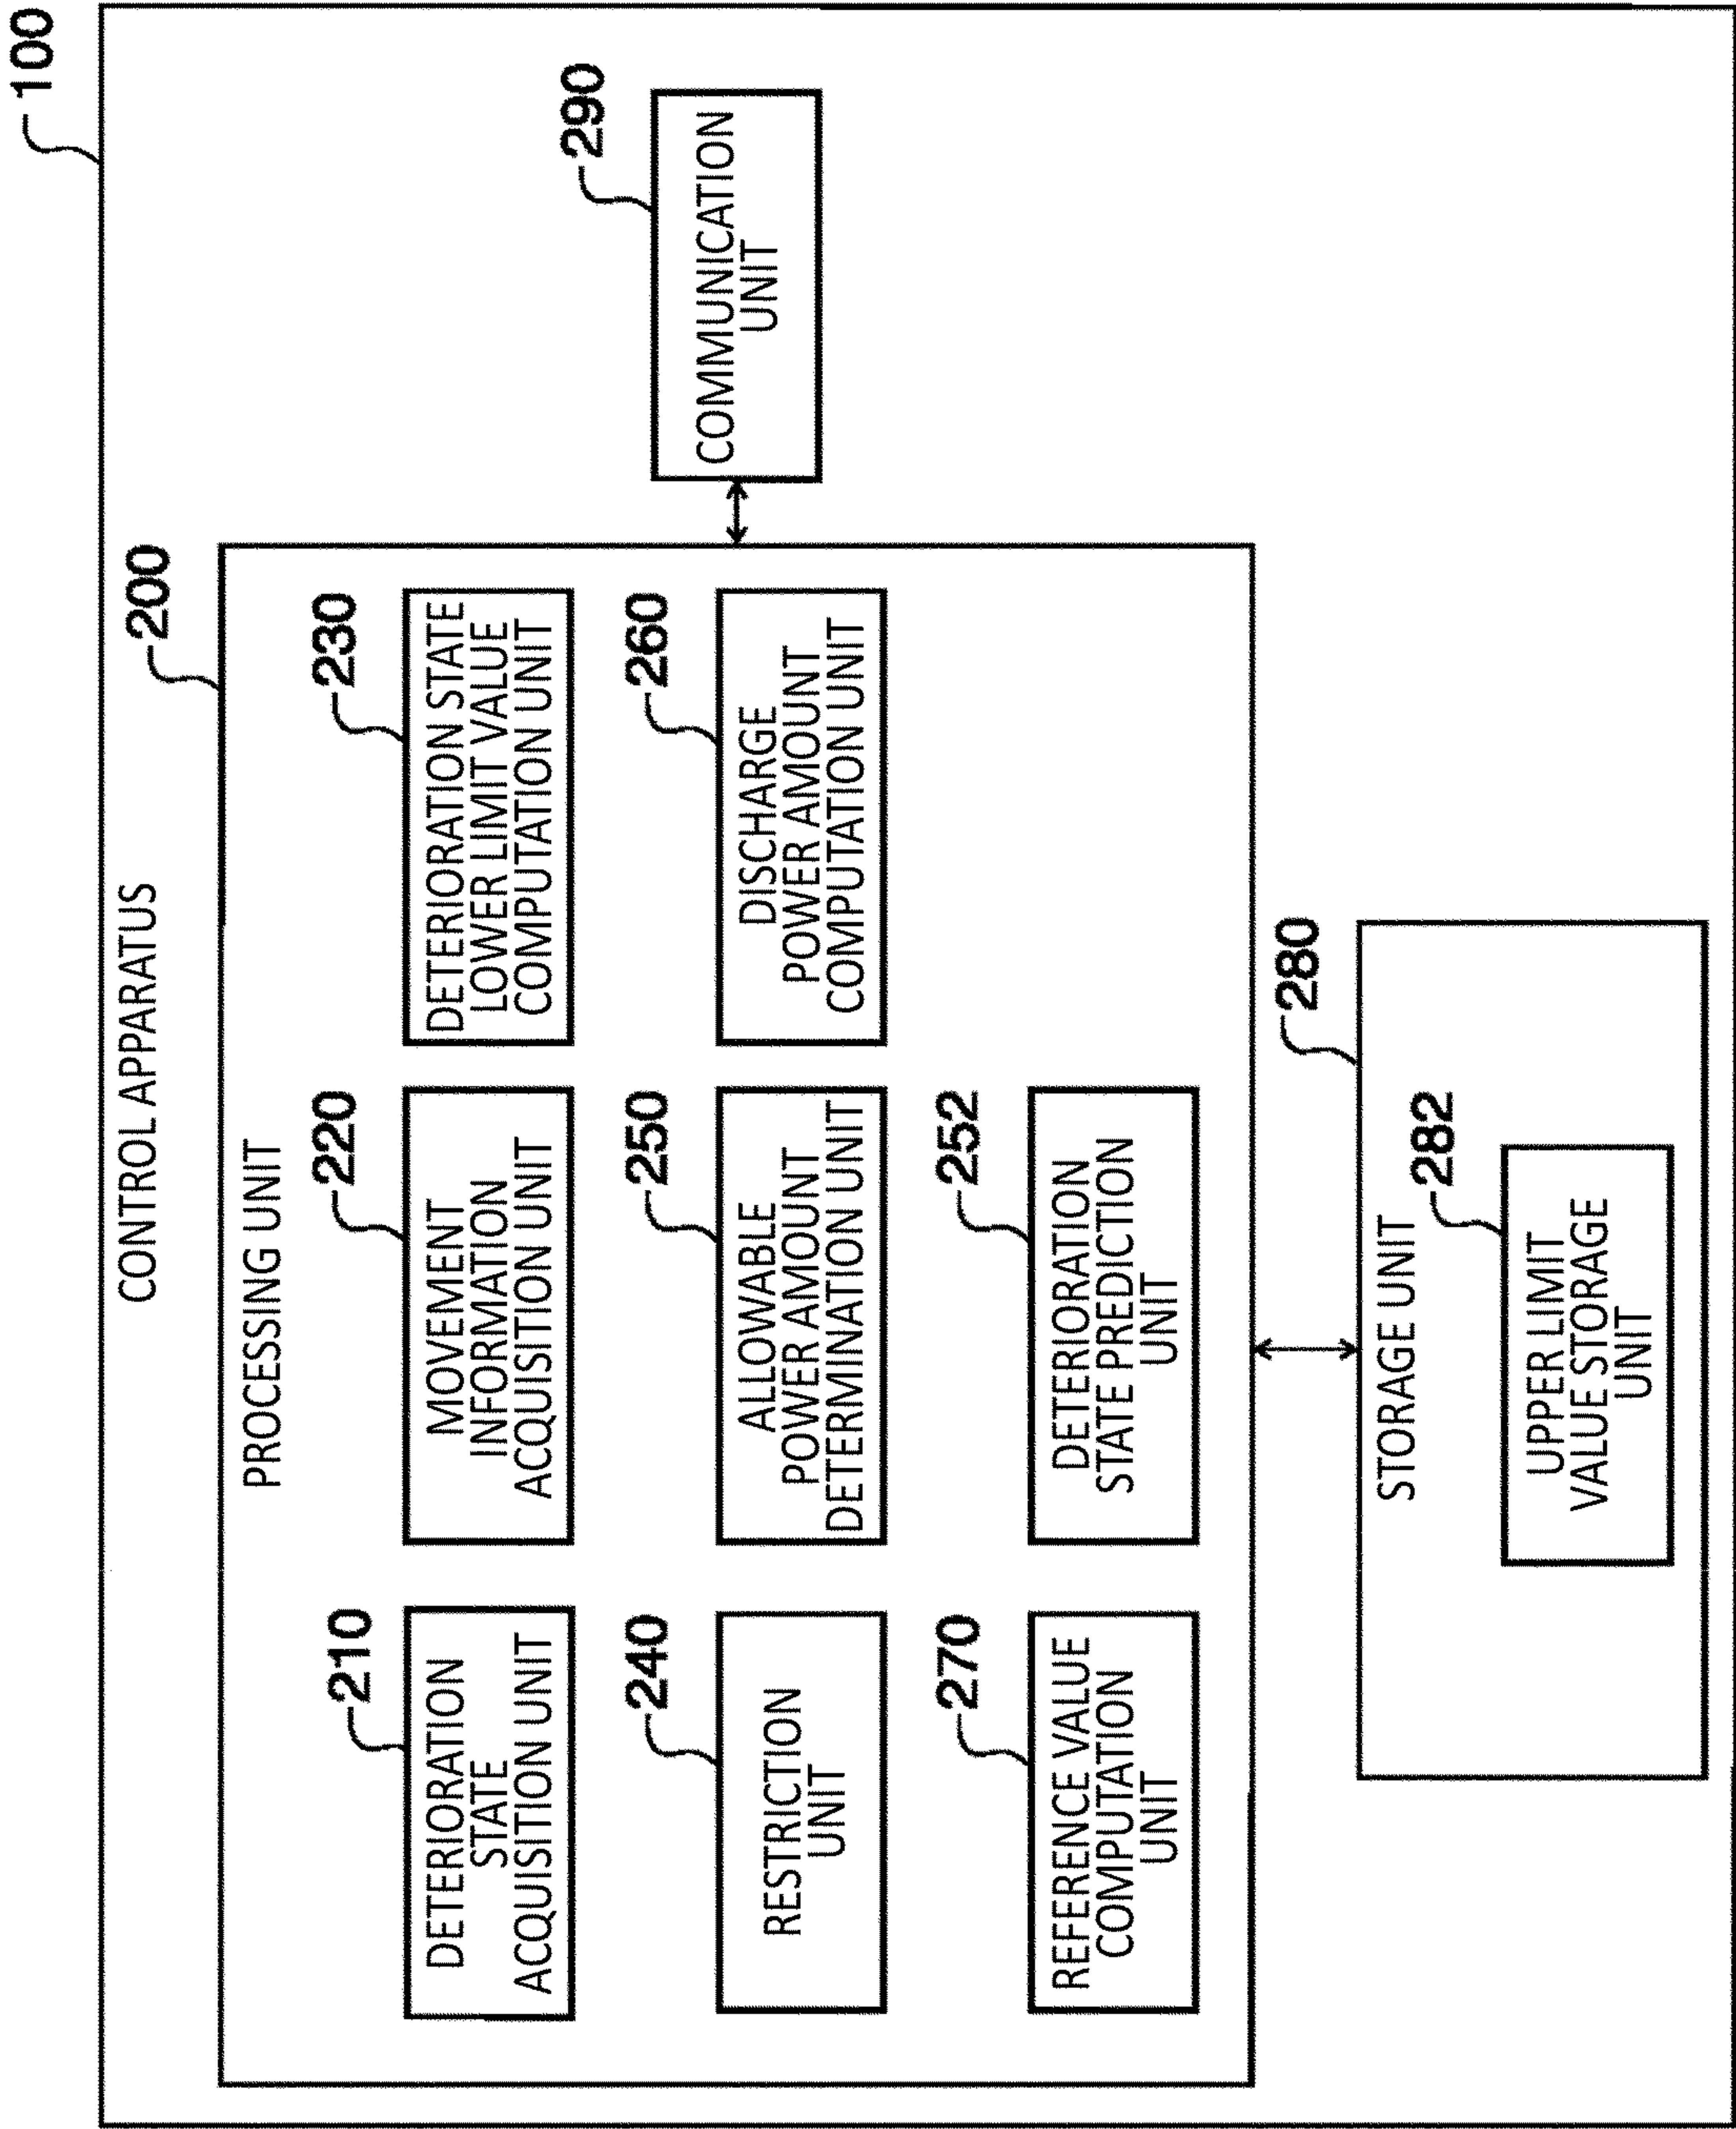 100
CONTROL APPARATUS
200
PROCESSING UNIT
210
DETERIORATION
STATE
ACQUISITION UNIT
220
MOVEMENT
INFORMATION
ACQUISITION UNIT
230
DETERIORATION STATE
LOWER LIMIT VALUE
COMPUTATION UNIT
240
RESTRICTION
UNIT
250
ALLOWABLE
POWER AMOUNT
DETERMINATION UNIT
260
DISCHARGE
POWER AMOUNT
COMPUTATION UNIT
270
REFERENCE VALUE
COMPUTATION
UNIT
252
DETERIORATION
STATE PREDICTION
UNIT
290
COMMUNICATION
UNIT
280
STORAGE UNIT
282
UPPER LIMIT
VALUE STORAGE
UNIT